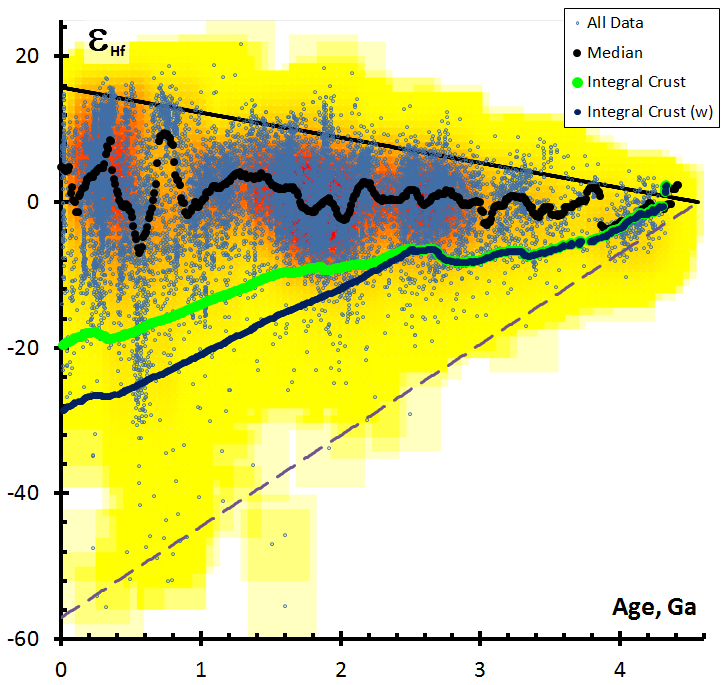 εHf
All Data
Median
Integral Crust
Integral Crust (w)
20
0
-20
-40
-60
Age, Ga
0 1 2 3 4